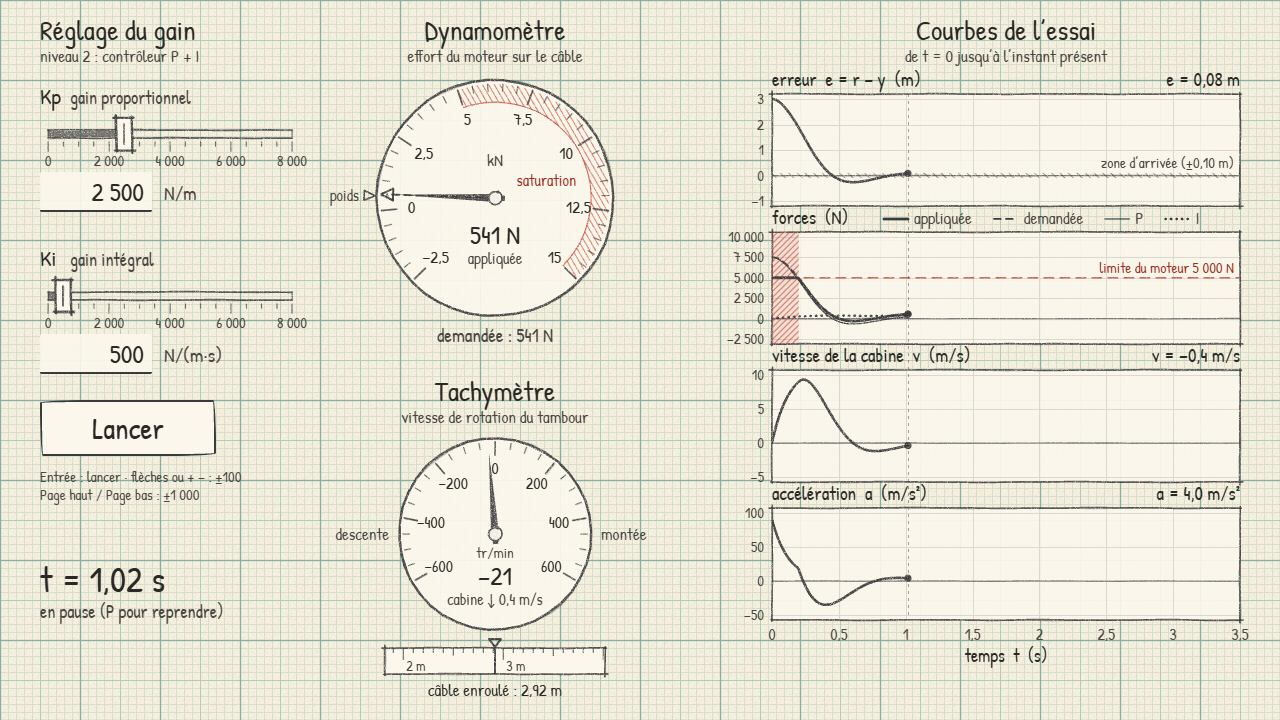 Réglage du gain
niveau 2 : contrôleur P + I
Kp gain proportionnel
0 2 000 4 000 6 000 8 000
2 500 N/m
Ki gain intégral
0 2 000 4 000 6 000 8 000
500 N/(m·s)
Lancer
Entrée : lancer · flèches ou + − : ±100
Page haut / Page bas : ±1 000
t = 1,02 s
en pause (P pour reprendre)
Dynamomètre
effort du moteur sur le câble
5 7,5
2,5 10
kN
saturation
poids
0 12,5
541 N
−2,5 appliquée 15
demandée : 541 N
Tachymètre
vitesse de rotation du tambour
0
−200 200
−400 400
descente montée
tr/min
−600 600
−21
cabine ↓ 0,4 m/s
2 m 3 m
câble enroulé : 2,92 m
Courbes de l'essai
de t = 0 jusqu'à l'instant présent
erreur e = r − y (m) e = 0,08 m
3
2
1
zone d'arrivée (±0,10 m)
0
−1
forces (N) appliquée demandée P I
10 000
7 500
limite du moteur 5 000 N
5 000
2 500
0
−2 500
vitesse de la cabine v (m/s) v = −0,4 m/s
10
5
0
−5
accélération a (m/s²) a = 4,0 m/s²
100
50
0
−50
0 0,5 1 1,5 2 2,5 3 3,5
temps t (s)